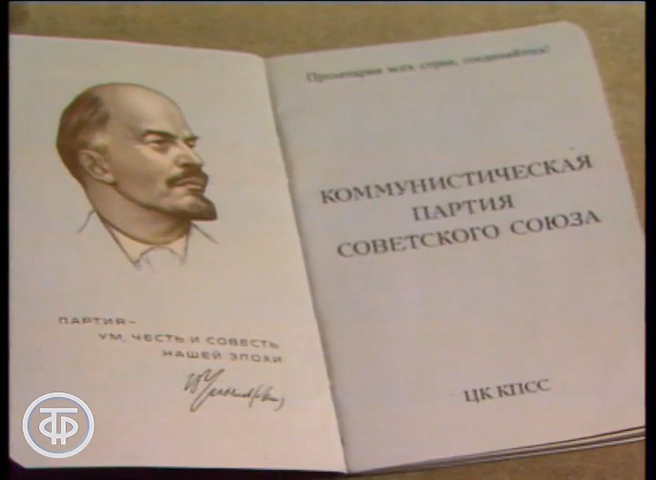 ПАРТИЯ—
УМ, ЧЕСТЬ И СОВЕСТЬ
НАШЕЙ ЭПОХИ
Пролетарии всех стран, соединяйтесь!
КОММУНИСТИЧЕСКАЯ
ПАРТИЯ
СОВЕТСКОГО СОЮЗА
ЦК КПСС